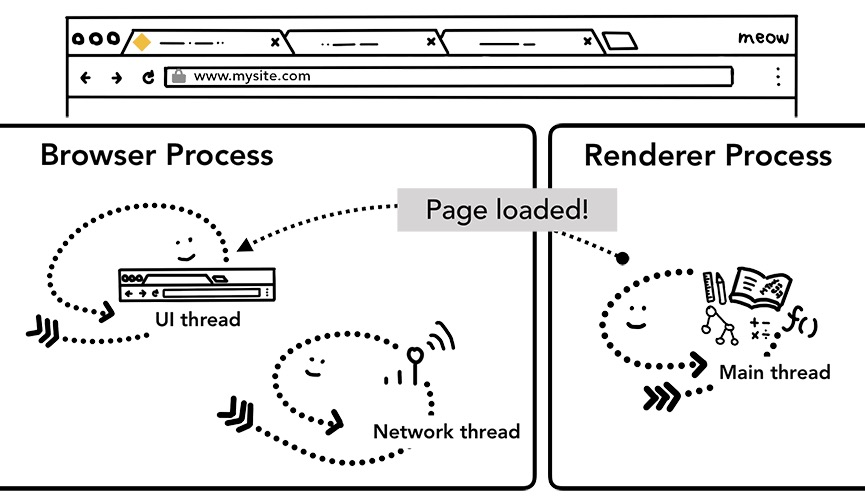 meow
www.mysite.com
Browser Process
Renderer Process
Page loaded!
UI thread
f()
Main thread
Network thread